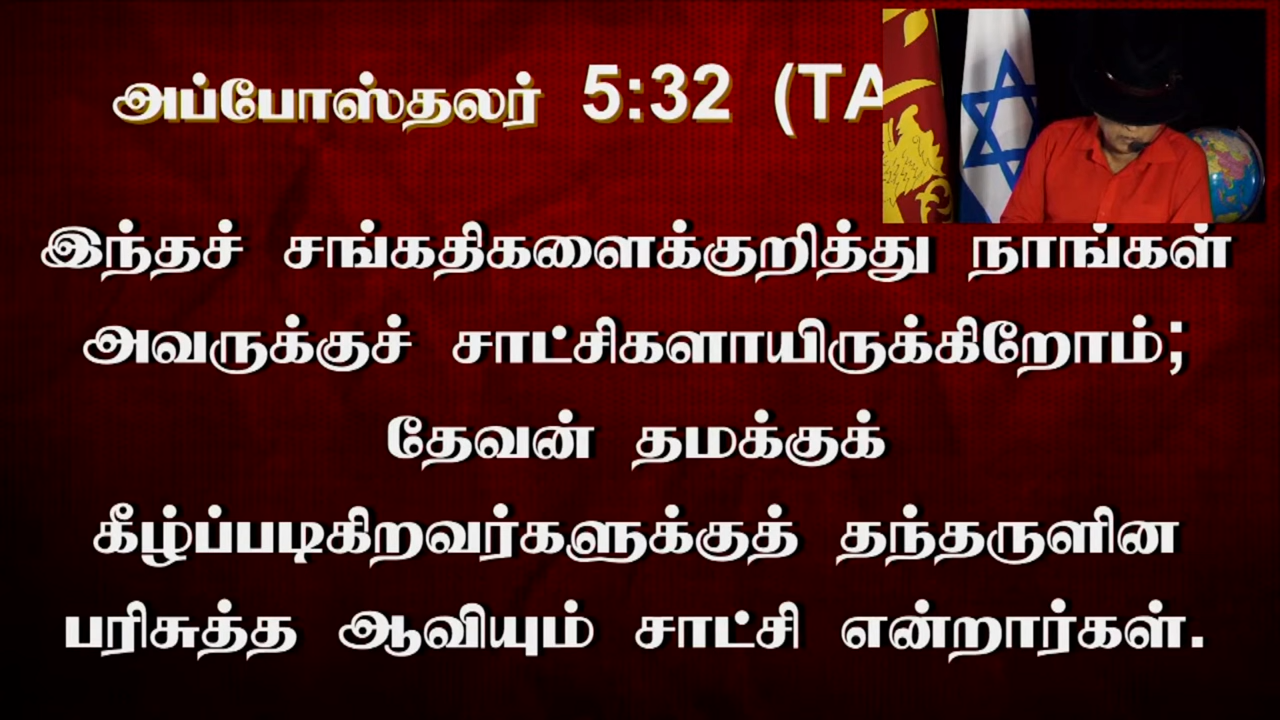 அப்போஸ்தலர் 5:32 (TA
இந்தச் சங்கதிகளைக்குறித்து நாங்கள்
அவருக்குச் சாட்சிகளாயிருக்கிறோம்;
தேவன் தமக்குக்
கீழ்ப்படிகிறவர்களுக்குத் தந்தருளின
பரிசுத்த ஆவியும் சாட்சி என்றார்கள்.